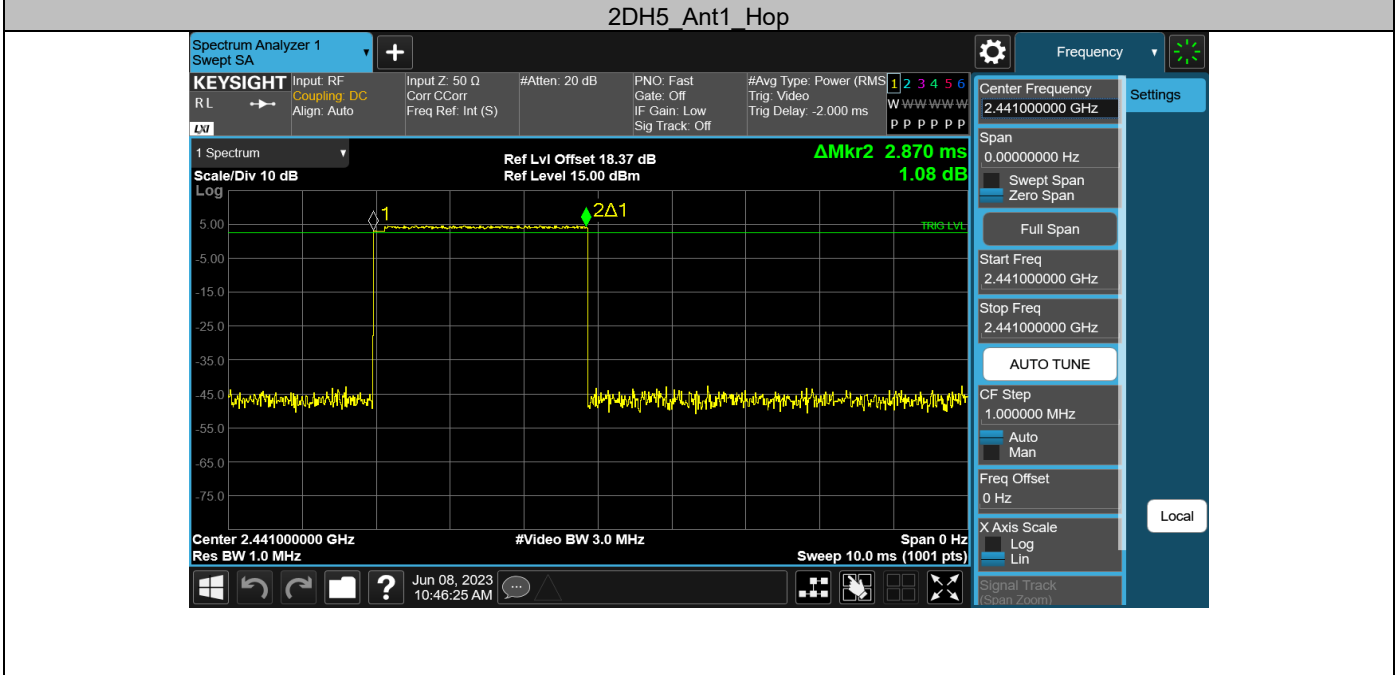 2DH5_Ant1_Hop
Spectrum Analyzer 1
Swept SA
+
Frequency
KEYSIGHT
RL
LXI
Input: RF
Coupling: DC
Align: Auto
Input Z: 50 Ω
Corr CCorr
Freq Ref: Int (S)
#Atten: 20 dB
PNO: Fast
Gate: Off
IF Gain: Low
Sig Track: Off
#Avg Type: Power (RMS
Trig: Video
Trig Delay: -2.000 ms
1 2 3 4 5 6
W W W W W W
P P P P P P
1 Spectrum
Scale/Div 10 dB
Ref Lvl Offset 18.37 dB
Ref Level 15.00 dBm
ΔMkr2 2.870 ms
1.08 dB
Log
1
2Δ1
TRIG LVL
5.00
-5.00
-15.0
-25.0
-35.0
-45.0
-55.0
-65.0
-75.0
Center 2.441000000 GHz
Res BW 1.0 MHz
#Video BW 3.0 MHz
Span 0 Hz
Sweep 10.0 ms (1001 pts)
?
Jun 08, 2023
10:46:25 AM
Center Frequency
2.441000000 GHz
Span
0.00000000 Hz
Swept Span
Zero Span
Full Span
Start Freq
2.441000000 GHz
Stop Freq
2.441000000 GHz
AUTO TUNE
CF Step
1.000000 MHz
Auto
Man
Freq Offset
0 Hz
X Axis Scale
Log
Lin
Signal Track
(Span Zoom)
Settings
Local